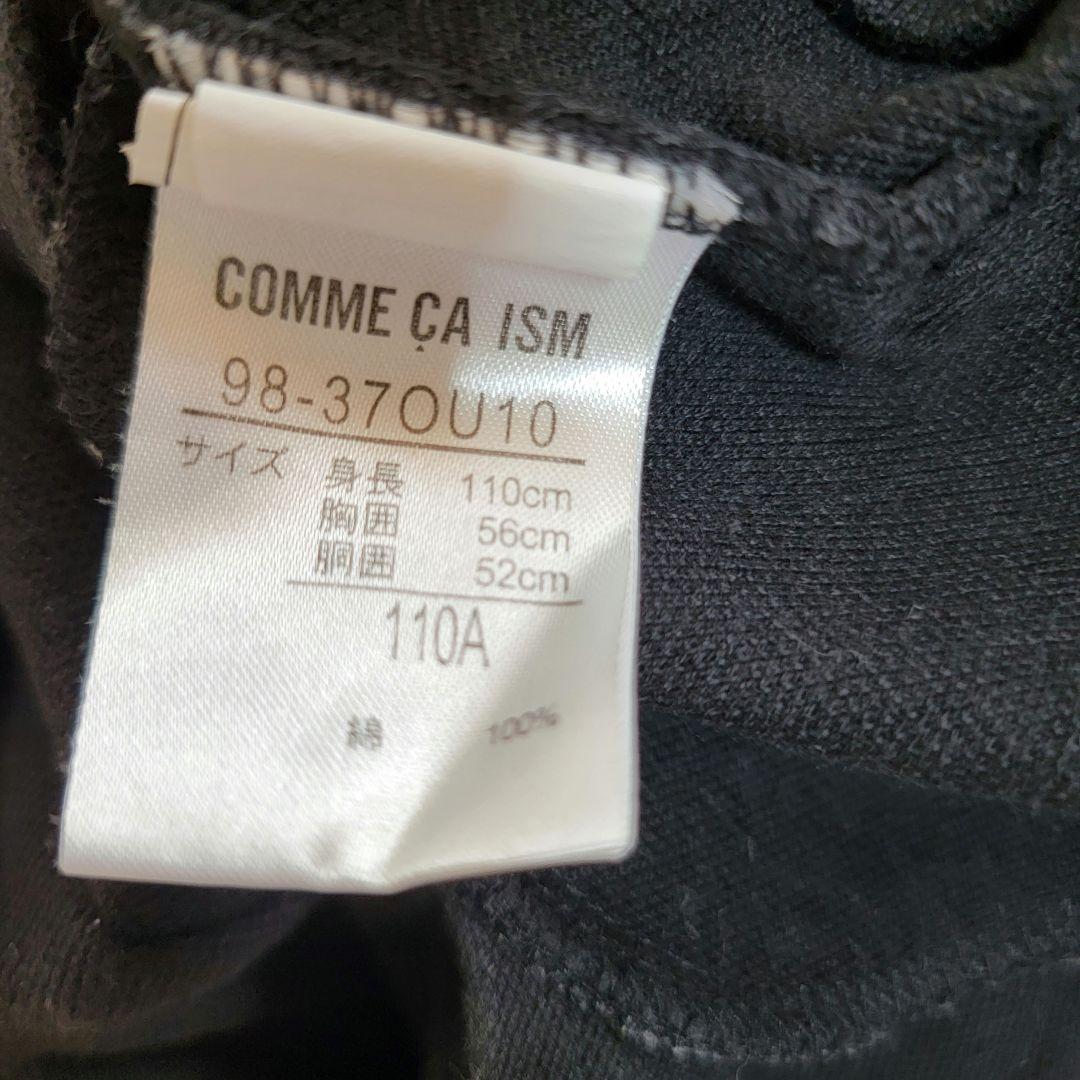 COMME ÇA ISM
98-37OU10
サイズ 身長 110cm
胸囲 56cm
胴囲 52cm
110A
綿 100%